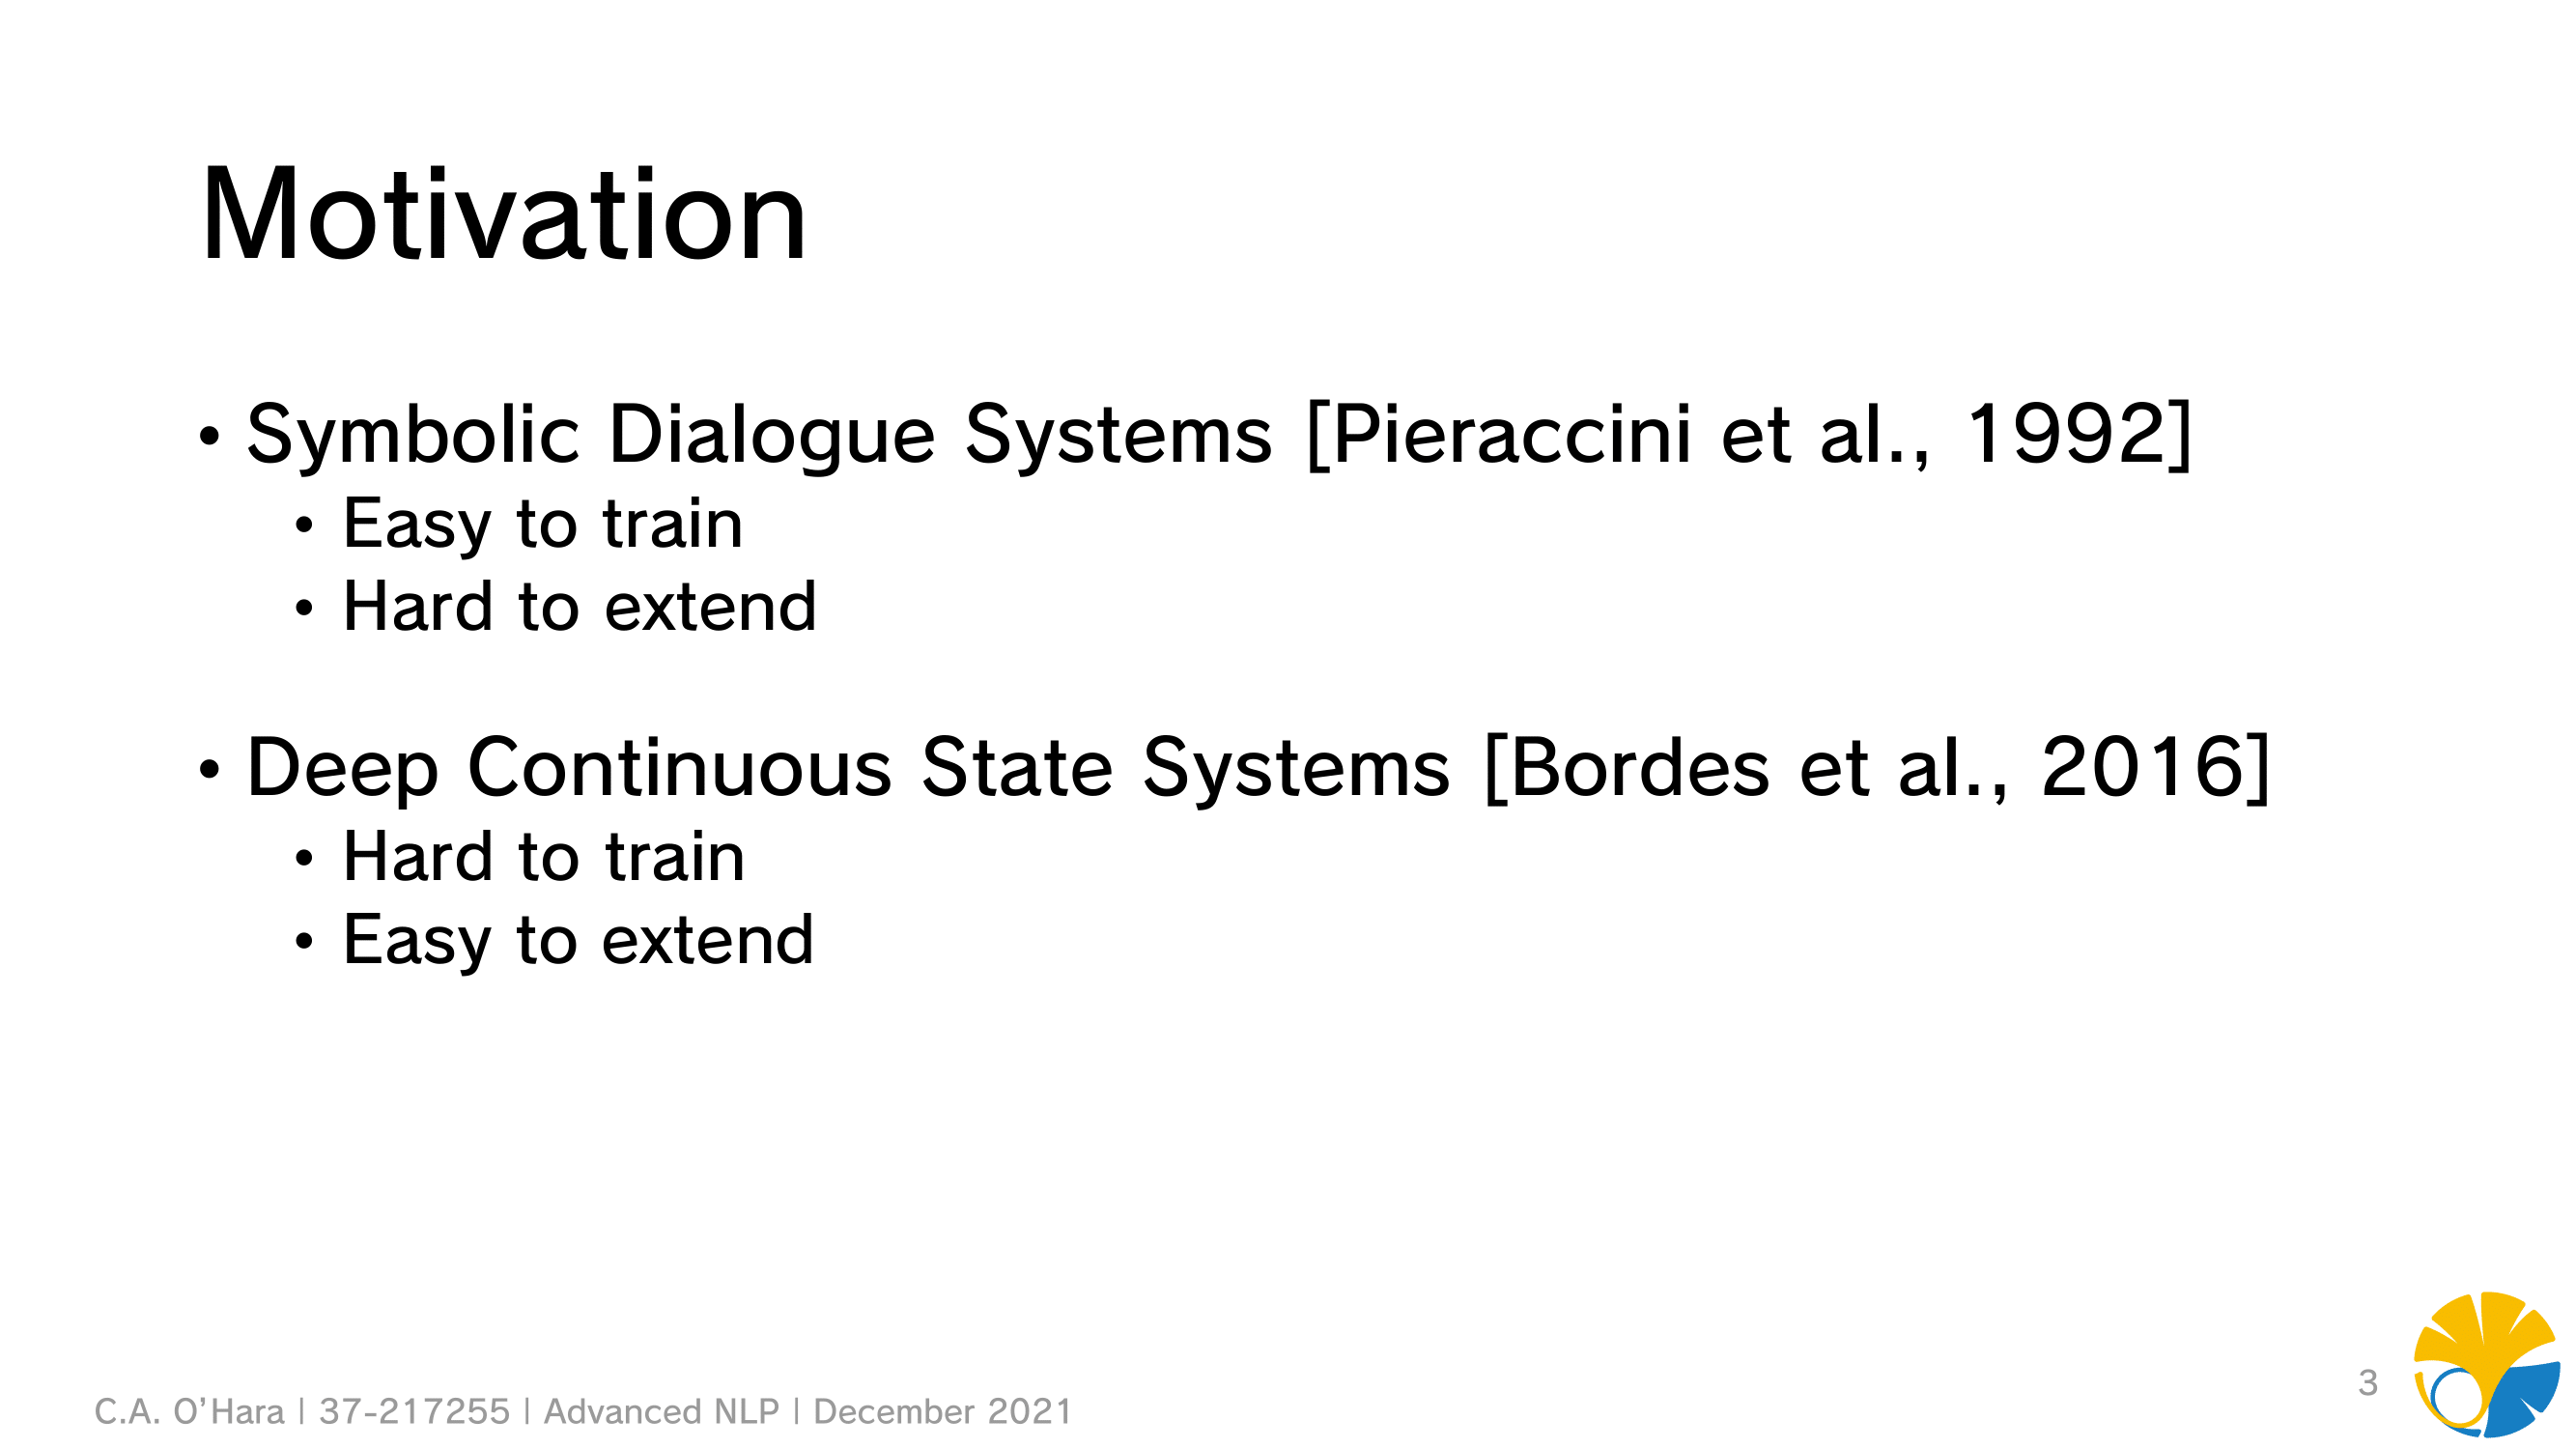 Motivation
• Symbolic Dialogue Systems [Pieraccini et al., 1992]
• Easy to train
• Hard to extend
• Deep Continuous State Systems [Bordes et al., 2016]
• Hard to train
• Easy to extend
C.A. O’Hara | 37-217255 | Advanced NLP | December 2021
3